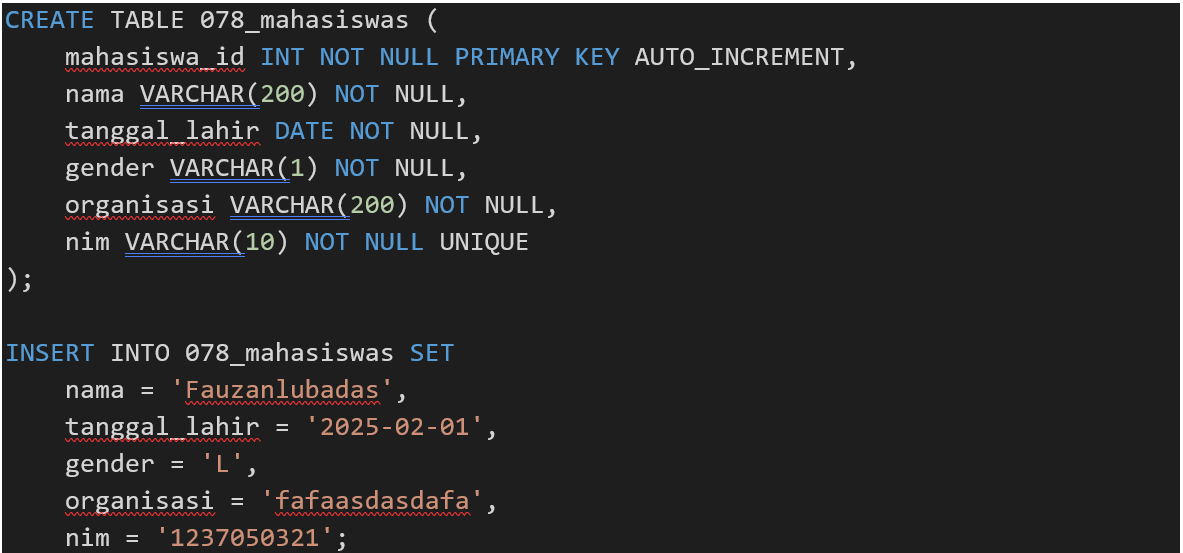 CREATE TABLE 078_mahasiswas (
    mahasiswa_id INT NOT NULL PRIMARY KEY AUTO_INCREMENT,
    nama VARCHAR(200) NOT NULL,
    tanggal_lahir DATE NOT NULL,
    gender VARCHAR(1) NOT NULL,
    organisasi VARCHAR(200) NOT NULL,
    nim VARCHAR(10) NOT NULL UNIQUE
);

INSERT INTO 078_mahasiswas SET
    nama = 'Fauzanlubadas',
    tanggal_lahir = '2025-02-01',
    gender = 'L',
    organisasi = 'fafaasdasdafa',
    nim = '1237050321';